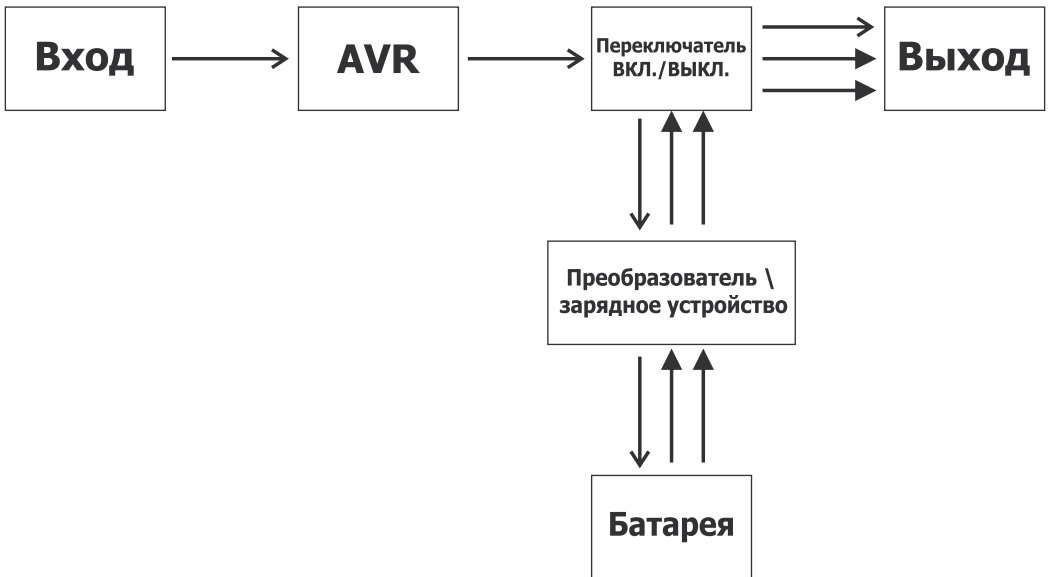 Вход
AVR
Переключатель
ВКЛ./ВЫКЛ.
Выход
Преобразователь \
зарядное устройство
Батарея